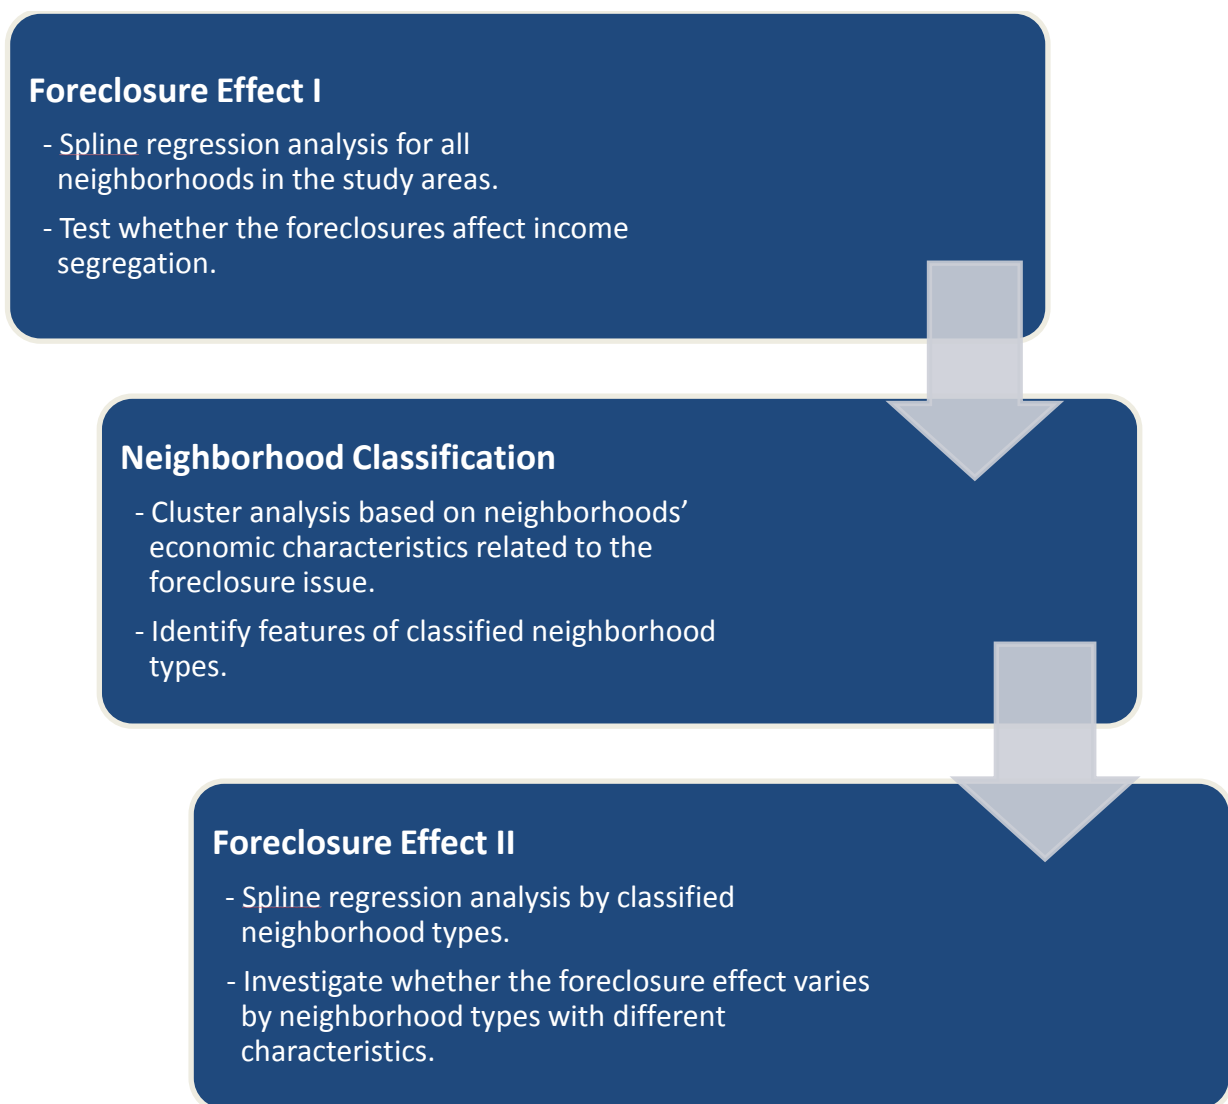 Foreclosure Effect I
- Spline regression analysis for all
neighborhoods in the study areas.
- Test whether the foreclosures affect income
segregation.
Neighborhood Classification
- Cluster analysis based on neighborhoods’
economic characteristics related to the
foreclosure issue.
- Identify features of classified neighborhood
types.
Foreclosure Effect II
- Spline regression analysis by classified
neighborhood types.
- Investigate whether the foreclosure effect varies
by neighborhood types with different
characteristics.